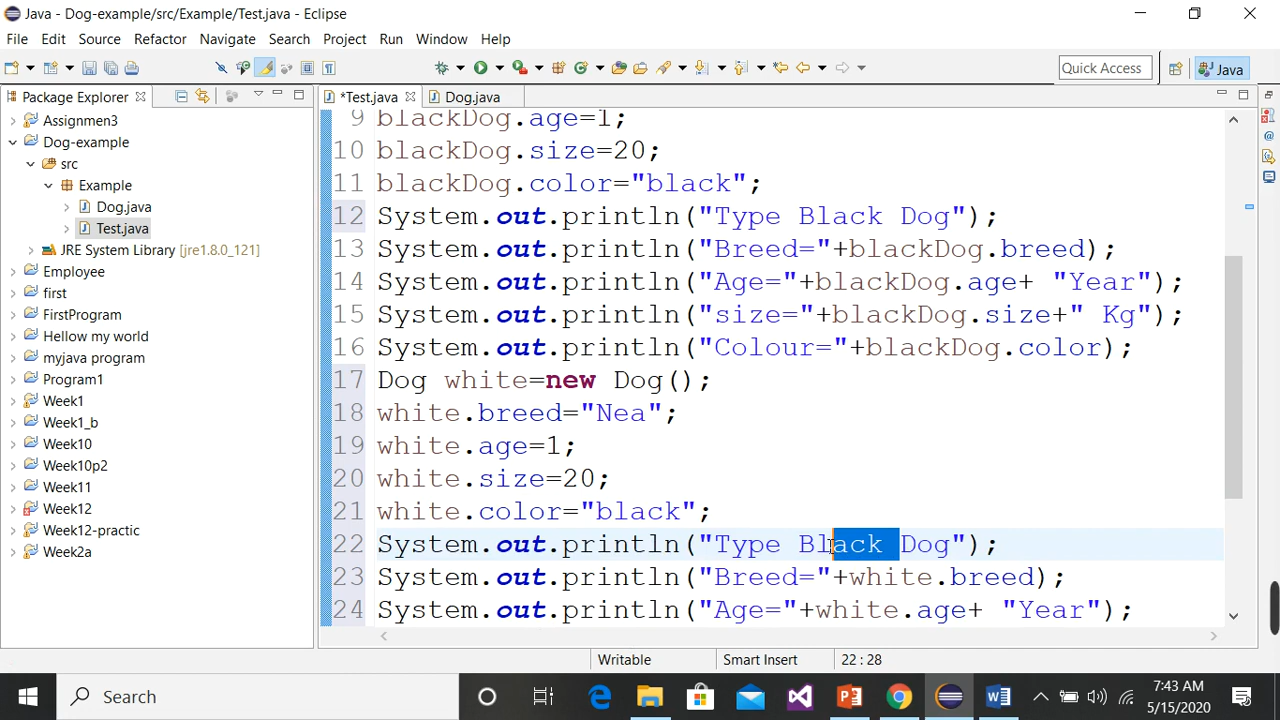 Java - Dog-example/src/Example/Test.java - Eclipse
File Edit Source Refactor Navigate Search Project Run Window Help
Quick Access Java
Package Explorer *Test.java Dog.java
Assignmen3
Dog-example
src
Example
Dog.java
Test.java
JRE System Library [jre1.8.0_121]
Employee
first
FirstProgram
Hellow my world
myjava program
Program1
Week1
Week1_b
Week10
Week10p2
Week11
Week12
Week12-practic
Week2a
9 blackDog.age=1;
10 blackDog.size=20;
11 blackDog.color="black";
12 System.out.println("Type Black Dog");
13 System.out.println("Breed="+blackDog.breed);
14 System.out.println("Age="+blackDog.age+ "Year");
15 System.out.println("size="+blackDog.size+" Kg");
16 System.out.println("Colour="+blackDog.color);
17 Dog white=new Dog();
18 white.breed="Nea";
19 white.age=1;
20 white.size=20;
21 white.color="black";
22 System.out.println("Type Black Dog");
23 System.out.println("Breed="+white.breed);
24 System.out.println("Age="+white.age+ "Year");
Writable Smart Insert 22 : 28
Search
7:43 AM
5/15/2020